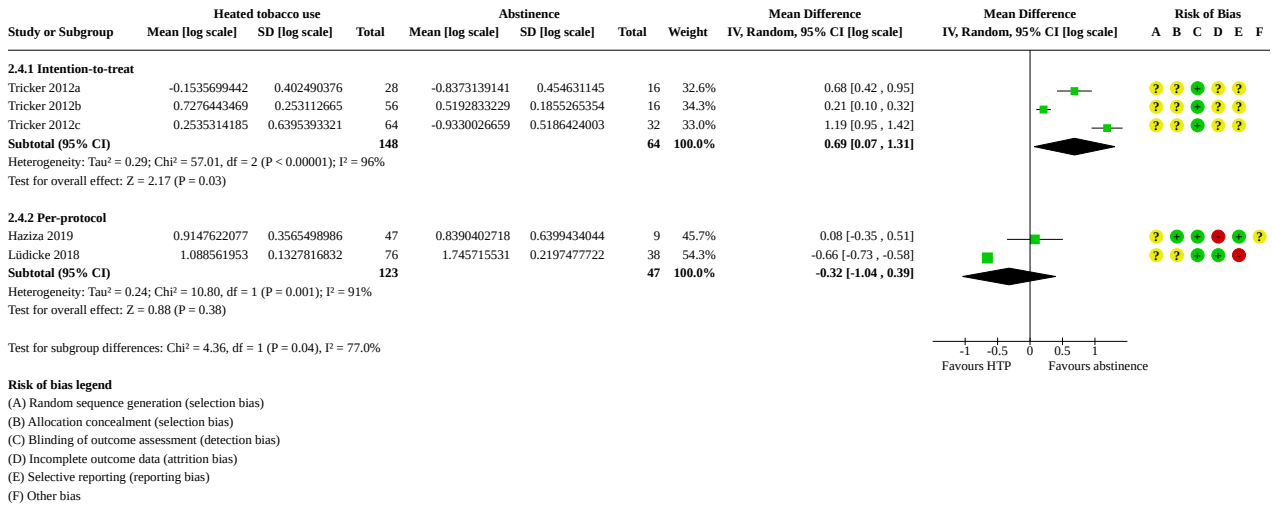 Heated tobacco use Abstinence Mean Difference Mean Difference Risk of Bias
Study or Subgroup Mean [log scale] SD [log scale] Total Mean [log scale] SD [log scale] Total Weight IV, Random, 95% CI [log scale] IV, Random, 95% CI [log scale] A B C D E F
2.4.1 Intention-to-treat
Tricker 2012a -0.1535699442 0.402490376 28 -0.8373139141 0.454631145 16 32.6% 0.68 [0.42 , 0.95] ? ? + ? ?
Tricker 2012b 0.7276443469 0.253112665 56 0.5192833229 0.1855265354 16 34.3% 0.21 [0.10 , 0.32] ? ? + ? ?
Tricker 2012c 0.2535314185 0.6395393321 64 -0.9330026659 0.5186424003 32 33.0% 1.19 [0.95 , 1.42] ? ? + ? ?
Subtotal (95% CI) 148 64 100.0% 0.69 [0.07 , 1.31]
Heterogeneity: Tau² = 0.29; Chi² = 57.01, df = 2 (P < 0.00001); I² = 96%
Test for overall effect: Z = 2.17 (P = 0.03)
2.4.2 Per-protocol
Haziza 2019 0.9147622077 0.3565498986 47 0.8390402718 0.6399434044 9 45.7% 0.08 [-0.35 , 0.51] ? + + - + ?
Lüdicke 2018 1.088561953 0.1327816832 76 1.745715531 0.2197477722 38 54.3% -0.66 [-0.73 , -0.58] ? ? + + -
Subtotal (95% CI) 123 47 100.0% -0.32 [-1.04 , 0.39]
Heterogeneity: Tau² = 0.24; Chi² = 10.80, df = 1 (P = 0.001); I² = 91%
Test for overall effect: Z = 0.88 (P = 0.38)
Test for subgroup differences: Chi² = 4.36, df = 1 (P = 0.04), I² = 77.0%
-1 -0.5 0 0.5 1
Favours HTP Favours abstinence
Risk of bias legend
(A) Random sequence generation (selection bias)
(B) Allocation concealment (selection bias)
(C) Blinding of outcome assessment (detection bias)
(D) Incomplete outcome data (attrition bias)
(E) Selective reporting (reporting bias)
(F) Other bias